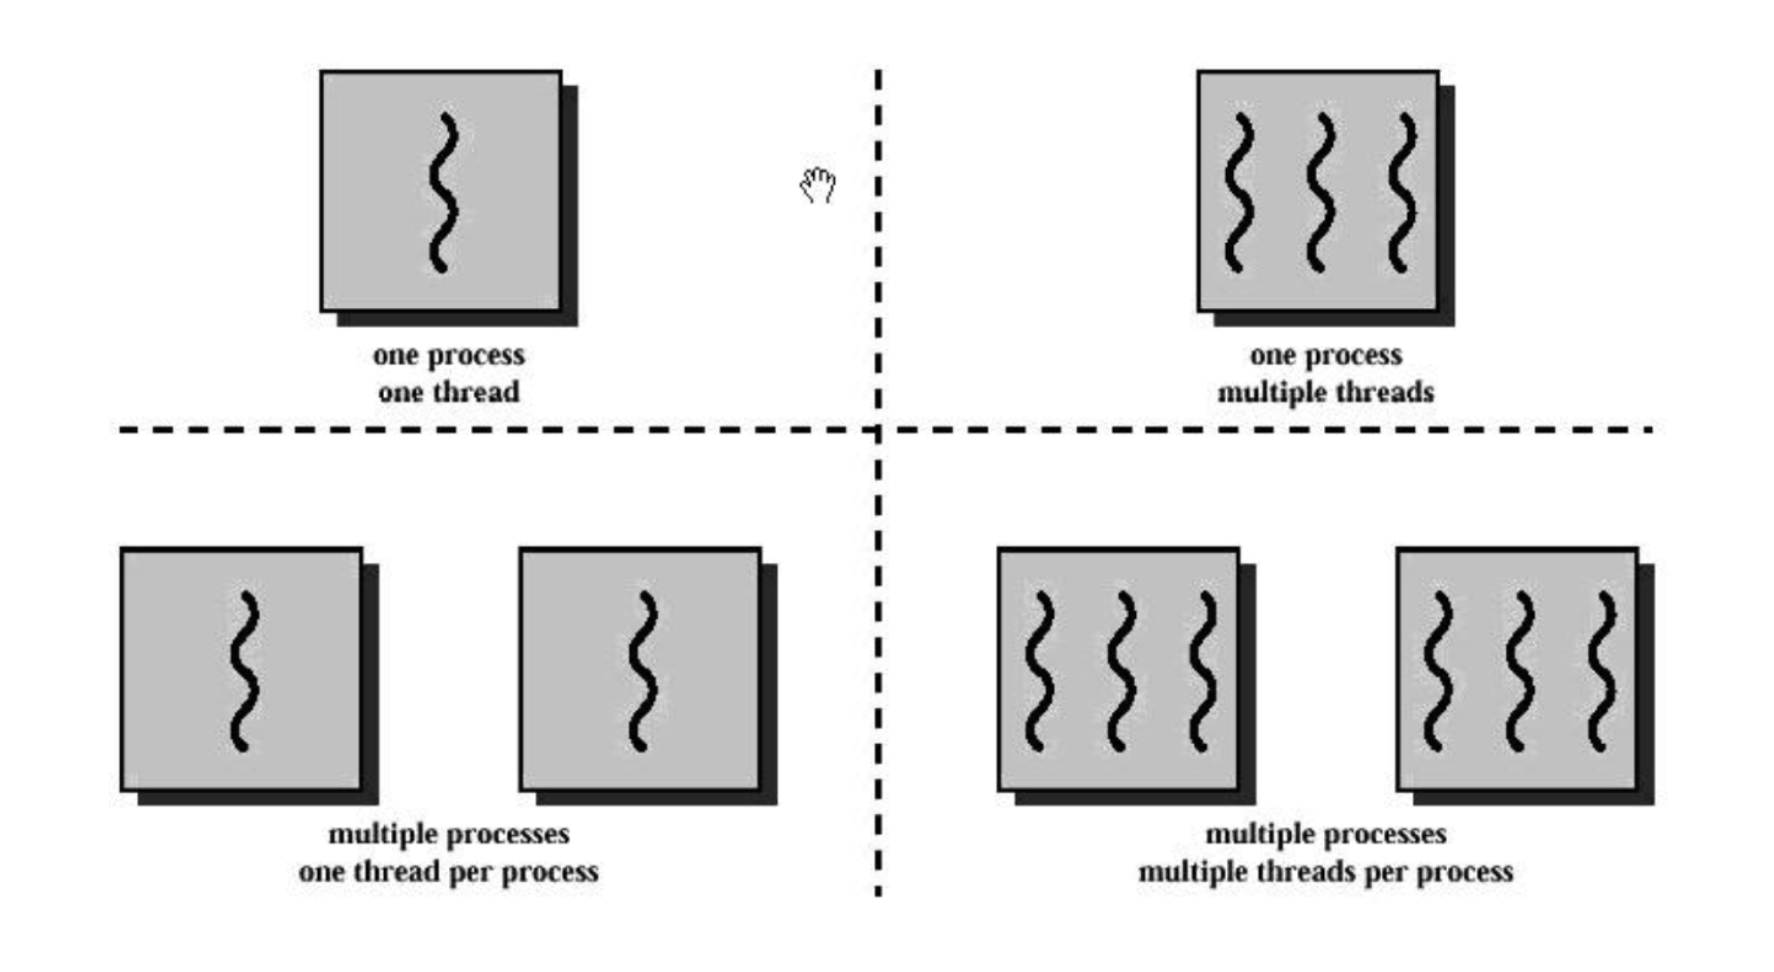 one process
one thread
one process
multiple threads
multiple processes
one thread per process
multiple processes
multiple threads per process